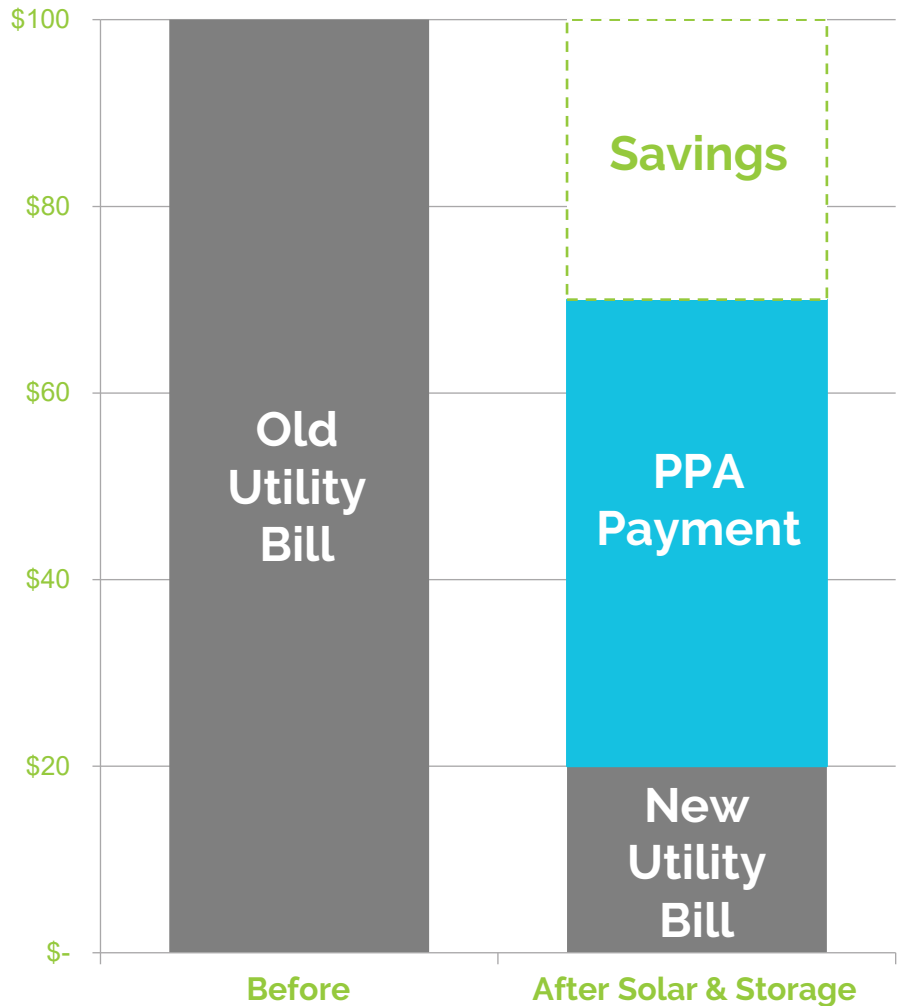 $100
$80
$60
$40
$20
$-
Old
Utility
Bill
Savings
PPA
Payment
New
Utility
Bill
Before
After Solar & Storage